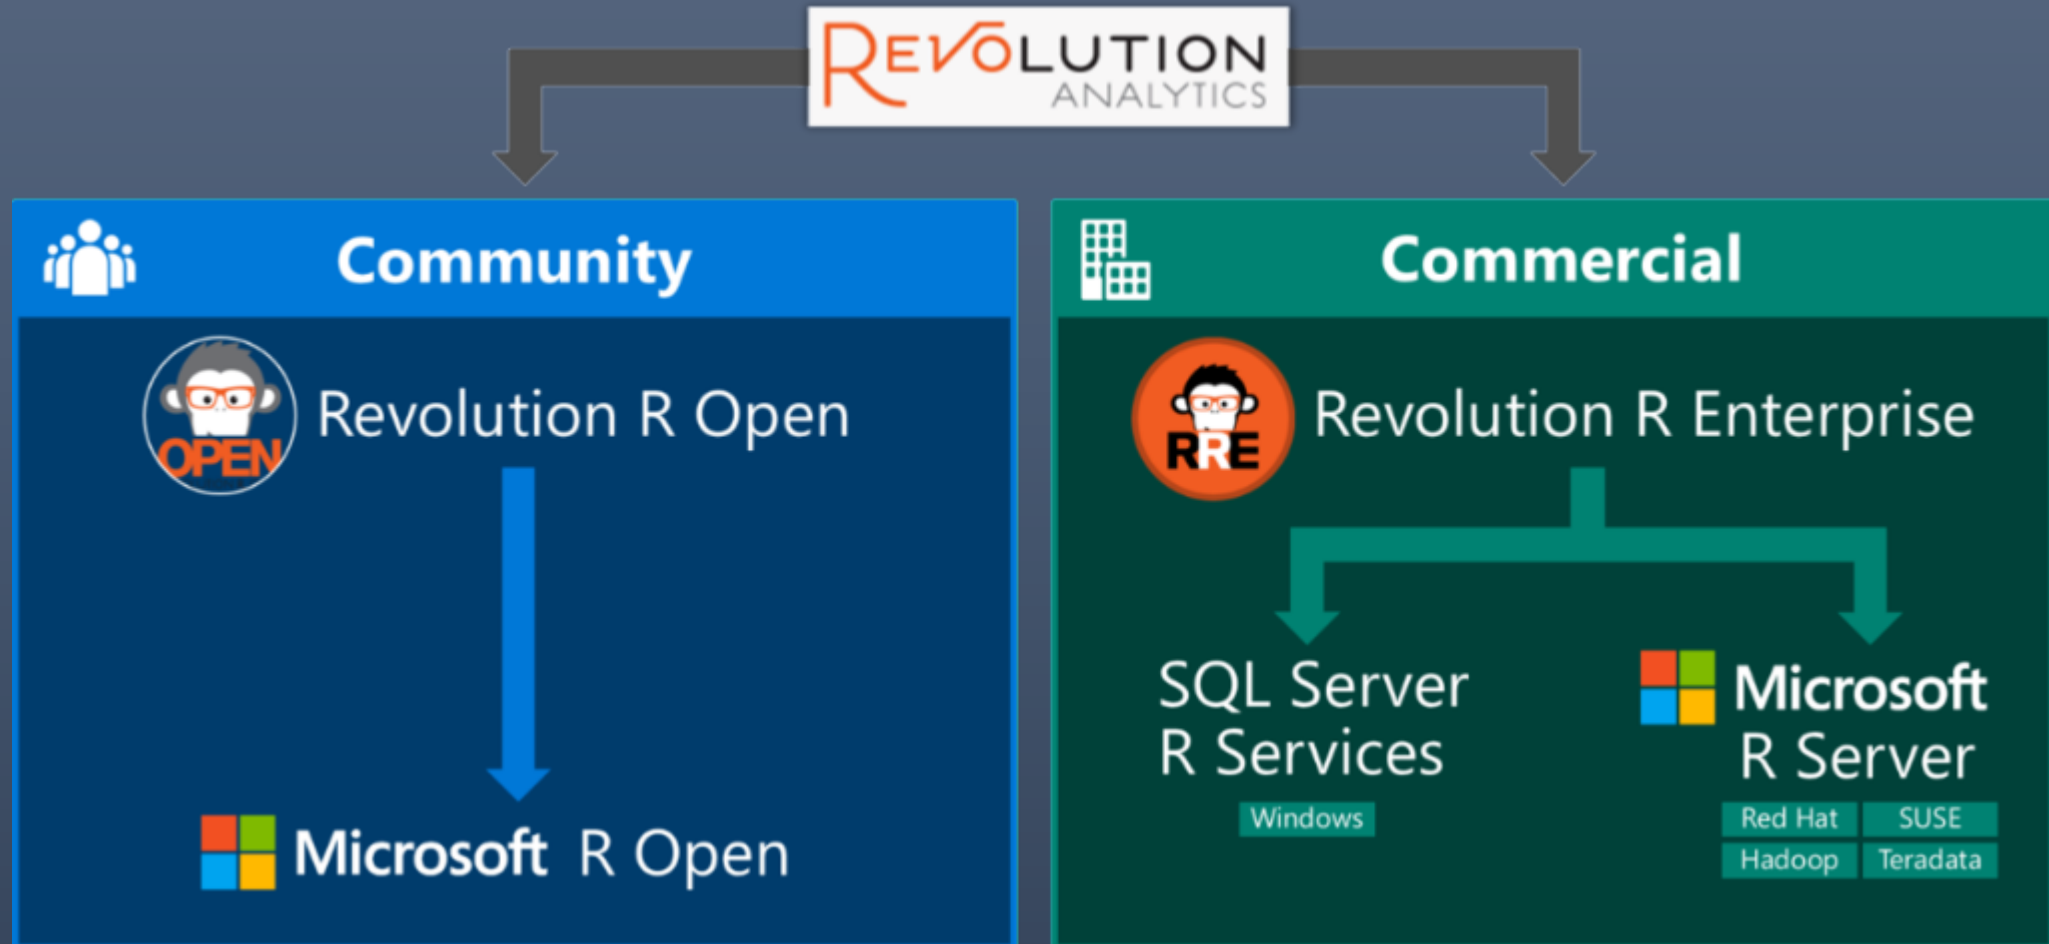 REVOLUTION
ANALYTICS
Community
OPEN
Revolution R Open
Microsoft R Open
Commercial
RRE
Revolution R Enterprise
SQL Server
R Services
Windows
Microsoft
R Server
Red Hat
SUSE
Hadoop
Teradata